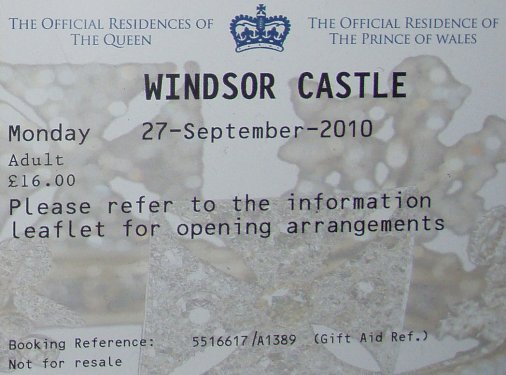 THE OFFICIAL RESIDENCES OF
THE QUEEN
THE OFFICIAL RESIDENCE OF
THE PRINCE OF WALES
WINDSOR CASTLE
Monday 27-September-2010
Adult
£16.00
Please refer to the information
leaflet for opening arrangements
Booking Reference: 5516617/A1389 (Gift Aid Ref.)
Not for resale